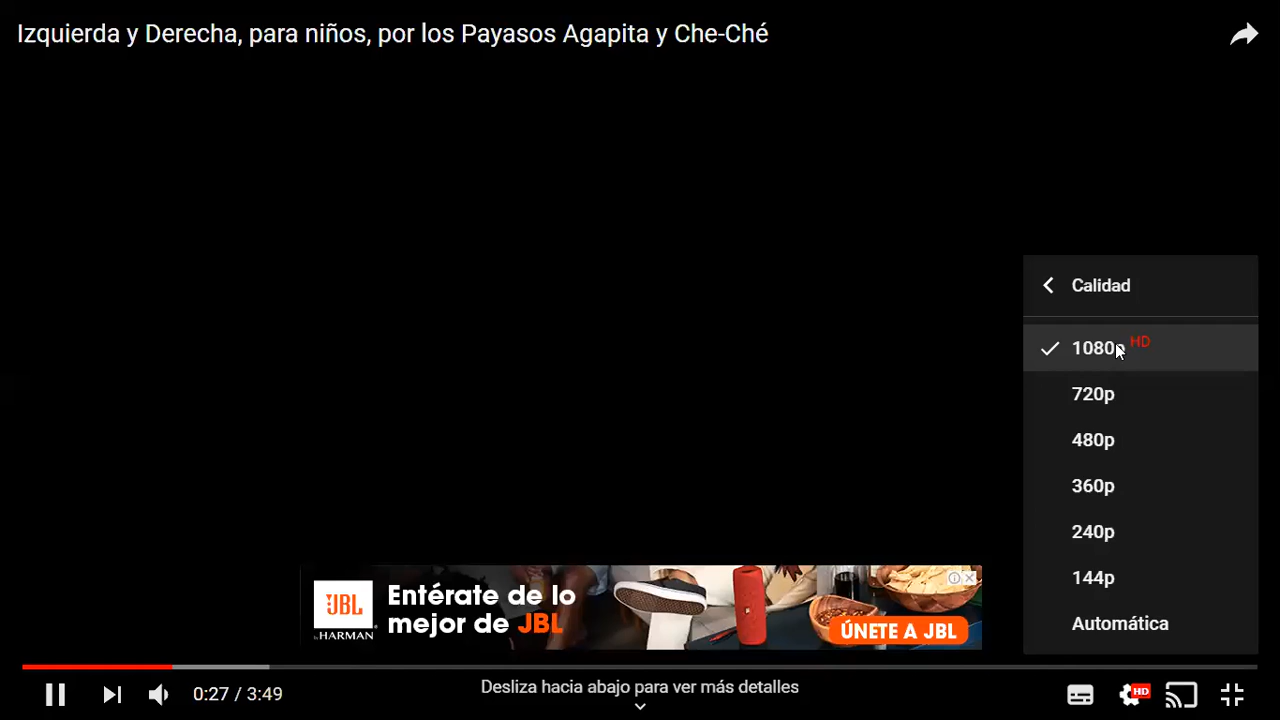 Izquierda y Derecha, para niños, por los Payasos Agapita y Che-Ché
Calidad
1080p HD
720p
480p
360p
240p
144p
Automática
JBL
by HARMAN
Entérate de lo
mejor de JBL
ÚNETE A JBL
0:27 / 3:49
Desliza hacia abajo para ver más detalles
HD